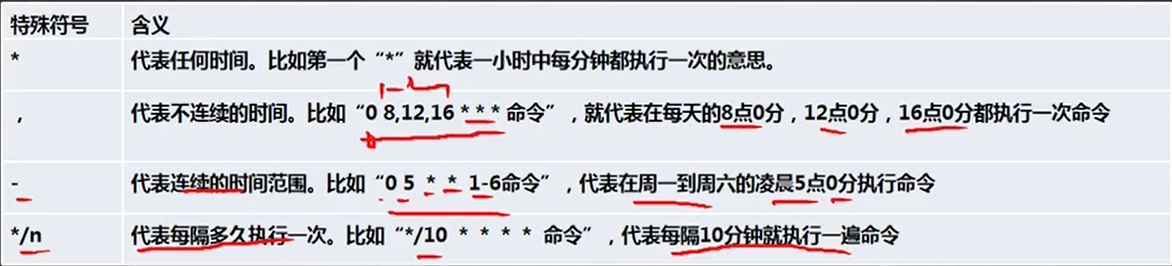 特殊符号 含义
* 代表任何时间。比如第一个“*”就代表一小时中每分钟都执行一次的意思。
, 代表不连续的时间。比如“0 8,12,16 * * * 命令”，就代表在每天的8点0分，12点0分，16点0分都执行一次命令
- 代表连续的时间范围。比如“0 5 * * 1-6命令”，代表在周一到周六的凌晨5点0分执行命令
*/n 代表每隔多久执行一次。比如“*/10 * * * * 命令”，代表每隔10分钟就执行一遍命令